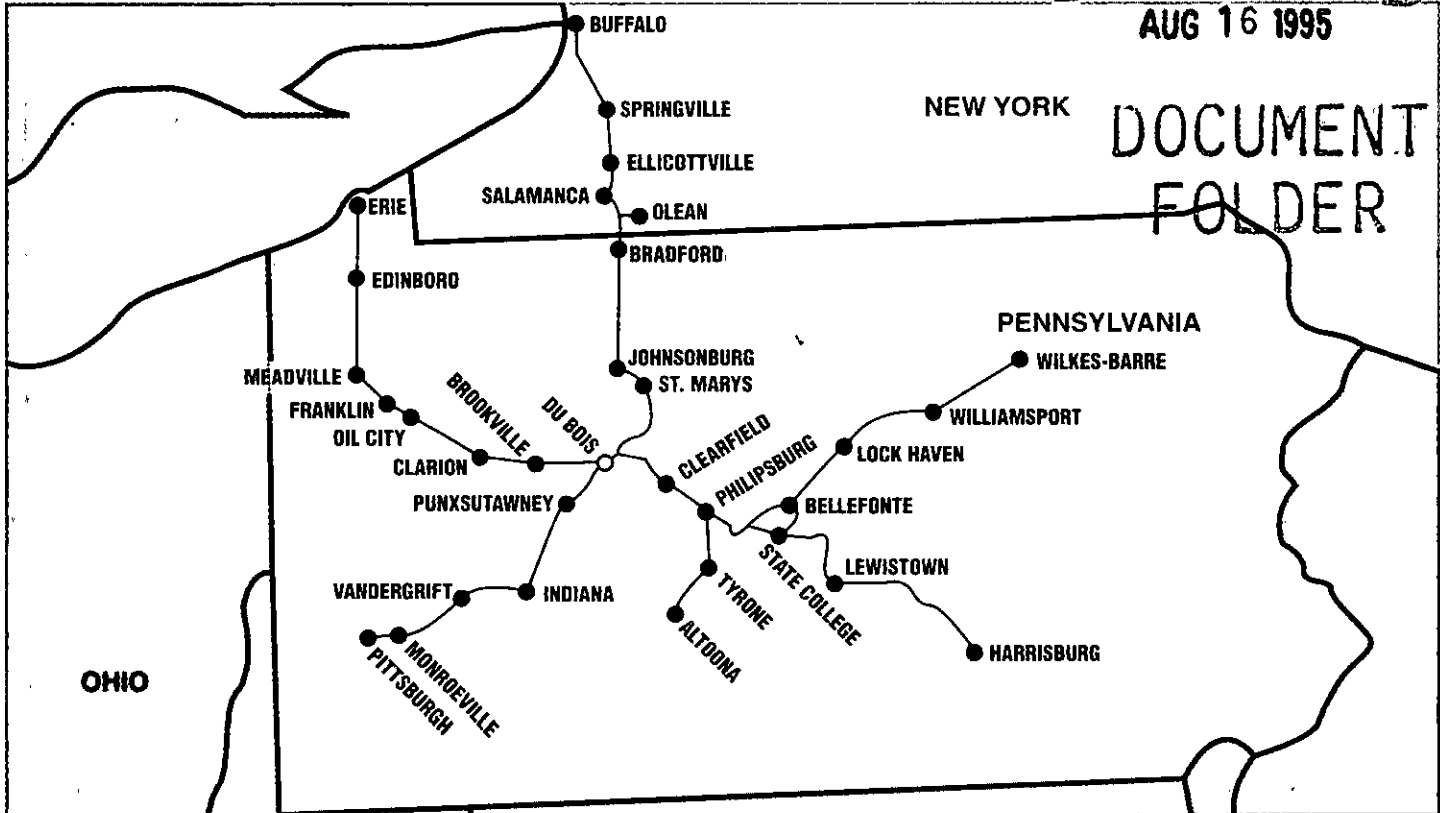 AUG 16 1995
BUFFALO
SPRINGVILLE
NEW YORK
DOCUMENT
FOLDER
ELLICOTTVILLE
SALAMANCA
OLEAN
ERIE
BRADFORD
EDINBORO
PENNSYLVANIA
WILKES-BARRE
JOHNSONBURG
ST. MARYS
MEADVILLE
FRANKLIN
OIL CITY
BROOKVILLE
DU BOIS
WILLIAMSPORT
CLEARFIELD
PHILIPSBURG
LOCK HAVEN
CLARION
PUNXSUTAWNEY
BELLEFONTE
STATE COLLEGE
LEWISTOWN
VANDERGRIFT
INDIANA
TYRONE
ALTOONA
MONROEVILLE
PITTSBURGH
HARRISBURG
OHIO